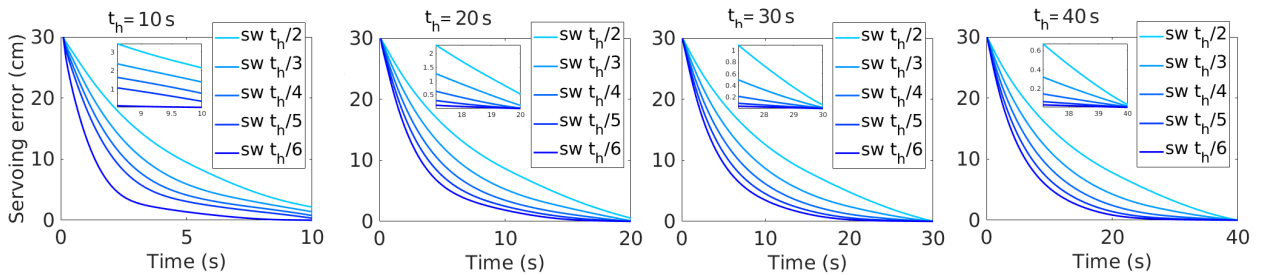 t_h = 10 s
Servoing error (cm)
30
20
10
0
0 5 10
Time (s)
3
2
1
9 9.5 10
sw t_h/2
sw t_h/3
sw t_h/4
sw t_h/5
sw t_h/6
t_h = 20 s
30
20
10
0
0 10 20
Time (s)
2
1.5
1
0.5
18 19 20
sw t_h/2
sw t_h/3
sw t_h/4
sw t_h/5
sw t_h/6
t_h = 30 s
30
20
10
0
0 10 20 30
Time (s)
1
0.8
0.6
0.4
0.2
28 29 30
sw t_h/2
sw t_h/3
sw t_h/4
sw t_h/5
sw t_h/6
t_h = 40 s
30
20
10
0
0 20 40
Time (s)
0.6
0.4
0.2
38 39 40
sw t_h/2
sw t_h/3
sw t_h/4
sw t_h/5
sw t_h/6